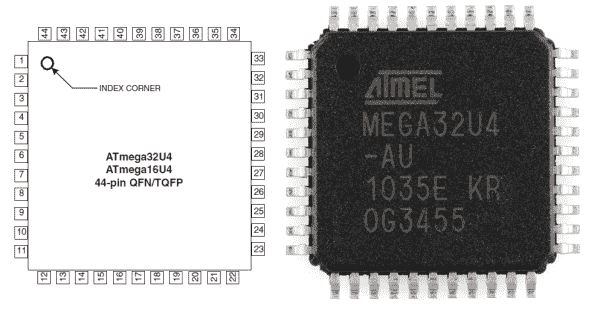 44 43 42 41 40 39 38 37 36 35 34
1
2
3
4
5
6
7
8
9
10
11
INDEX CORNER
ATmega32U4
ATmega16U4
44-pin QFN/TQFP
33
32
31
30
29
28
27
26
25
24
23
12 13 14 15 16 17 18 19 20 21 22
ATMEL
MEGA32U4
-AU
1035E KR
0G3455